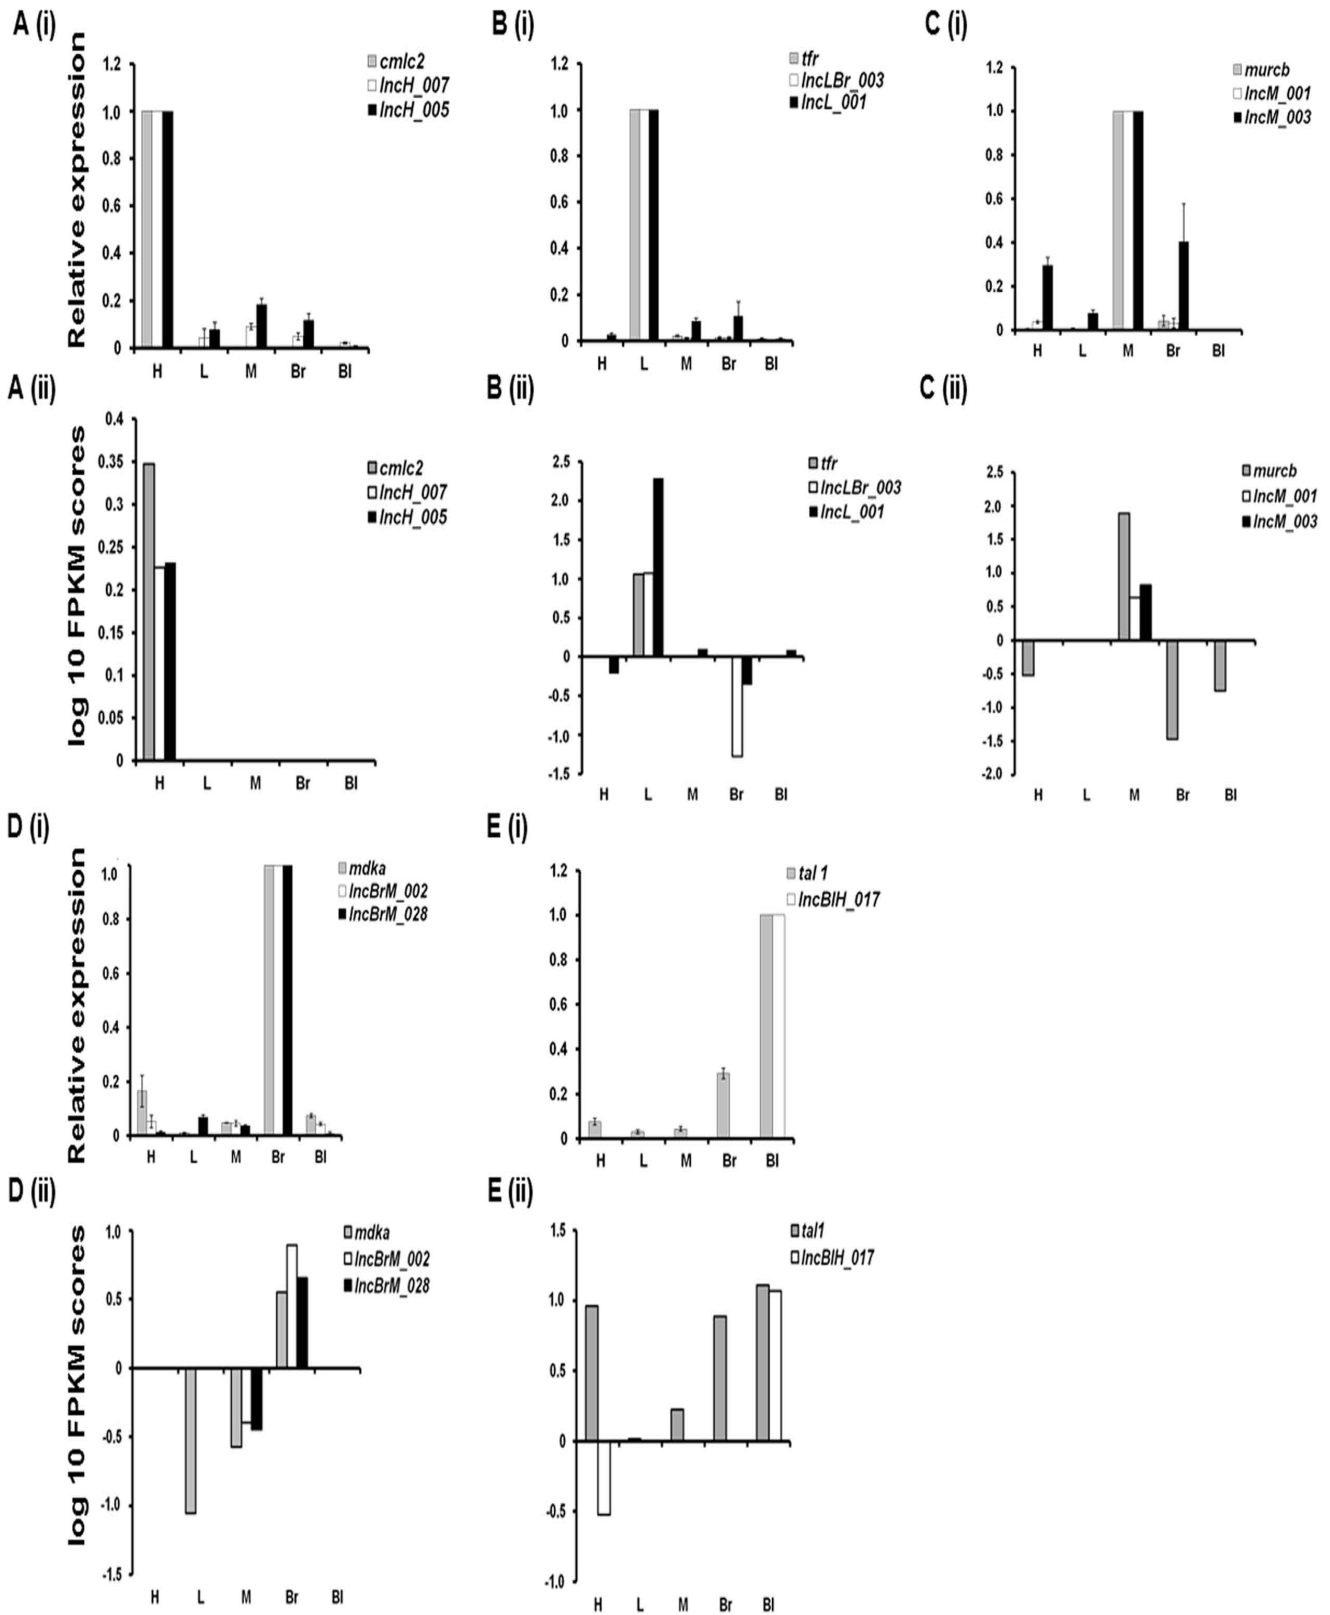 A (i)
Relative expression
1.2
1.0
0.8
0.6
0.4
0.2
0
H L M Br Bl
cmlc2
lncH_007
lncH_005
B (i)
1.2
1.0
0.8
0.6
0.4
0.2
0
H L M Br Bl
tfr
lncLBr_003
lncL_001
C (i)
1.2
1.0
0.8
0.6
0.4
0.2
0
H L M Br Bl
murcb
lncM_001
lncM_003
A (ii)
log 10 FPKM scores
0.4
0.35
0.3
0.25
0.2
0.15
0.1
0.05
0
H L M Br Bl
cmlc2
lncH_007
lncH_005
B (ii)
2.5
2.0
1.5
1.0
0.5
0
-0.5
-1.0
-1.5
H L M Br Bl
tfr
lncLBr_003
lncL_001
C (ii)
2.5
2.0
1.5
1.0
0.5
0
-0.5
-1.0
-1.5
-2.0
H L M Br Bl
murcb
lncM_001
lncM_003
D (i)
Relative expression
1.0
0.8
0.6
0.4
0.2
0
H L M Br Bl
mdka
lncBrM_002
lncBrM_028
E (i)
1.2
1.0
0.8
0.6
0.4
0.2
0
H L M Br Bl
tal 1
lncBlH_017
D (ii)
log 10 FPKM scores
1.0
0.5
0
-0.5
-1.0
-1.5
H L M Br Bl
mdka
lncBrM_002
lncBrM_028
E (ii)
1.5
1.0
0.5
0
-0.5
-1.0
H L M Br Bl
tal1
lncBlH_017